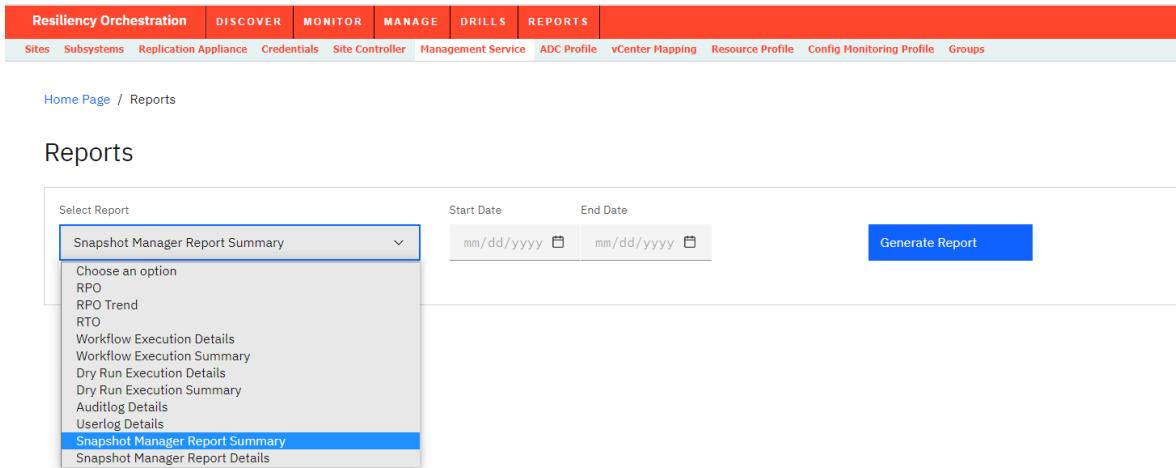 Resiliency Orchestration DISCOVER MONITOR MANAGE DRILLS REPORTS
Sites Subsystems Replication Appliance Credentials Site Controller Management Service ADC Profile vCenter Mapping Resource Profile Config Monitoring Profile Groups
Home Page / Reports
Reports
Select Report Start Date End Date
Snapshot Manager Report Summary mm/dd/yyyy mm/dd/yyyy Generate Report
Choose an option
RPO
RPO Trend
RTO
Workflow Execution Details
Workflow Execution Summary
Dry Run Execution Details
Dry Run Execution Summary
Auditlog Details
Userlog Details
Snapshot Manager Report Summary
Snapshot Manager Report Details